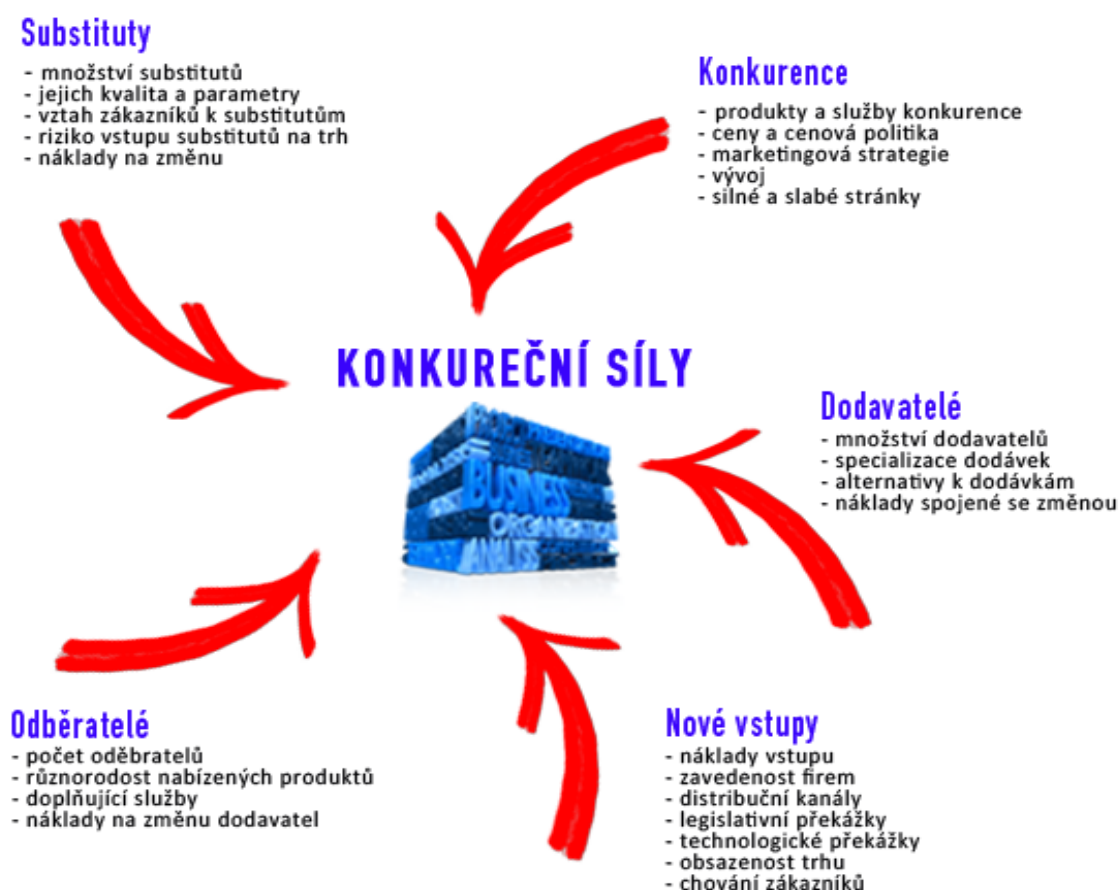 Substituty
- množství substitutů
- jejich kvalita a parametry
- vztah zákazníků k substitutům
- riziko vstupu substitutů na trh
- náklady na změnu
Konkurence
- produkty a služby konkurence
- ceny a cenová politika
- marketingová strategie
- vývoj
- silné a slabé stránky
KONKUREČNÍ SÍLY
BUSINESS
ORGANIZATION
ANALISS
Dodavatelé
- množství dodavatelů
- specializace dodávek
- alternativy k dodávkám
- náklady spojené se změnou
Odběratelé
- počet oděbratelů
- různorodost nabízených produktů
- doplňující služby
- náklady na změnu dodavatel
Nové vstupy
- náklady vstupu
- zavedenost firem
- distribuční kanály
- legislativní překážky
- technologické překážky
- obsazenost trhu
- chování zákazníků